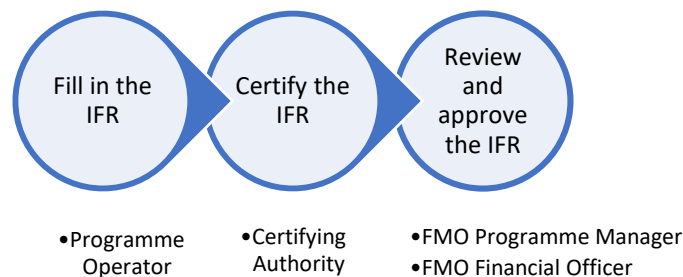 Fill in the
IFR
Certify the
IFR
Review
and
approve
the IFR
•Programme
Operator
•Certifying
Authority
•FMO Programme Manager
•FMO Financial Officer